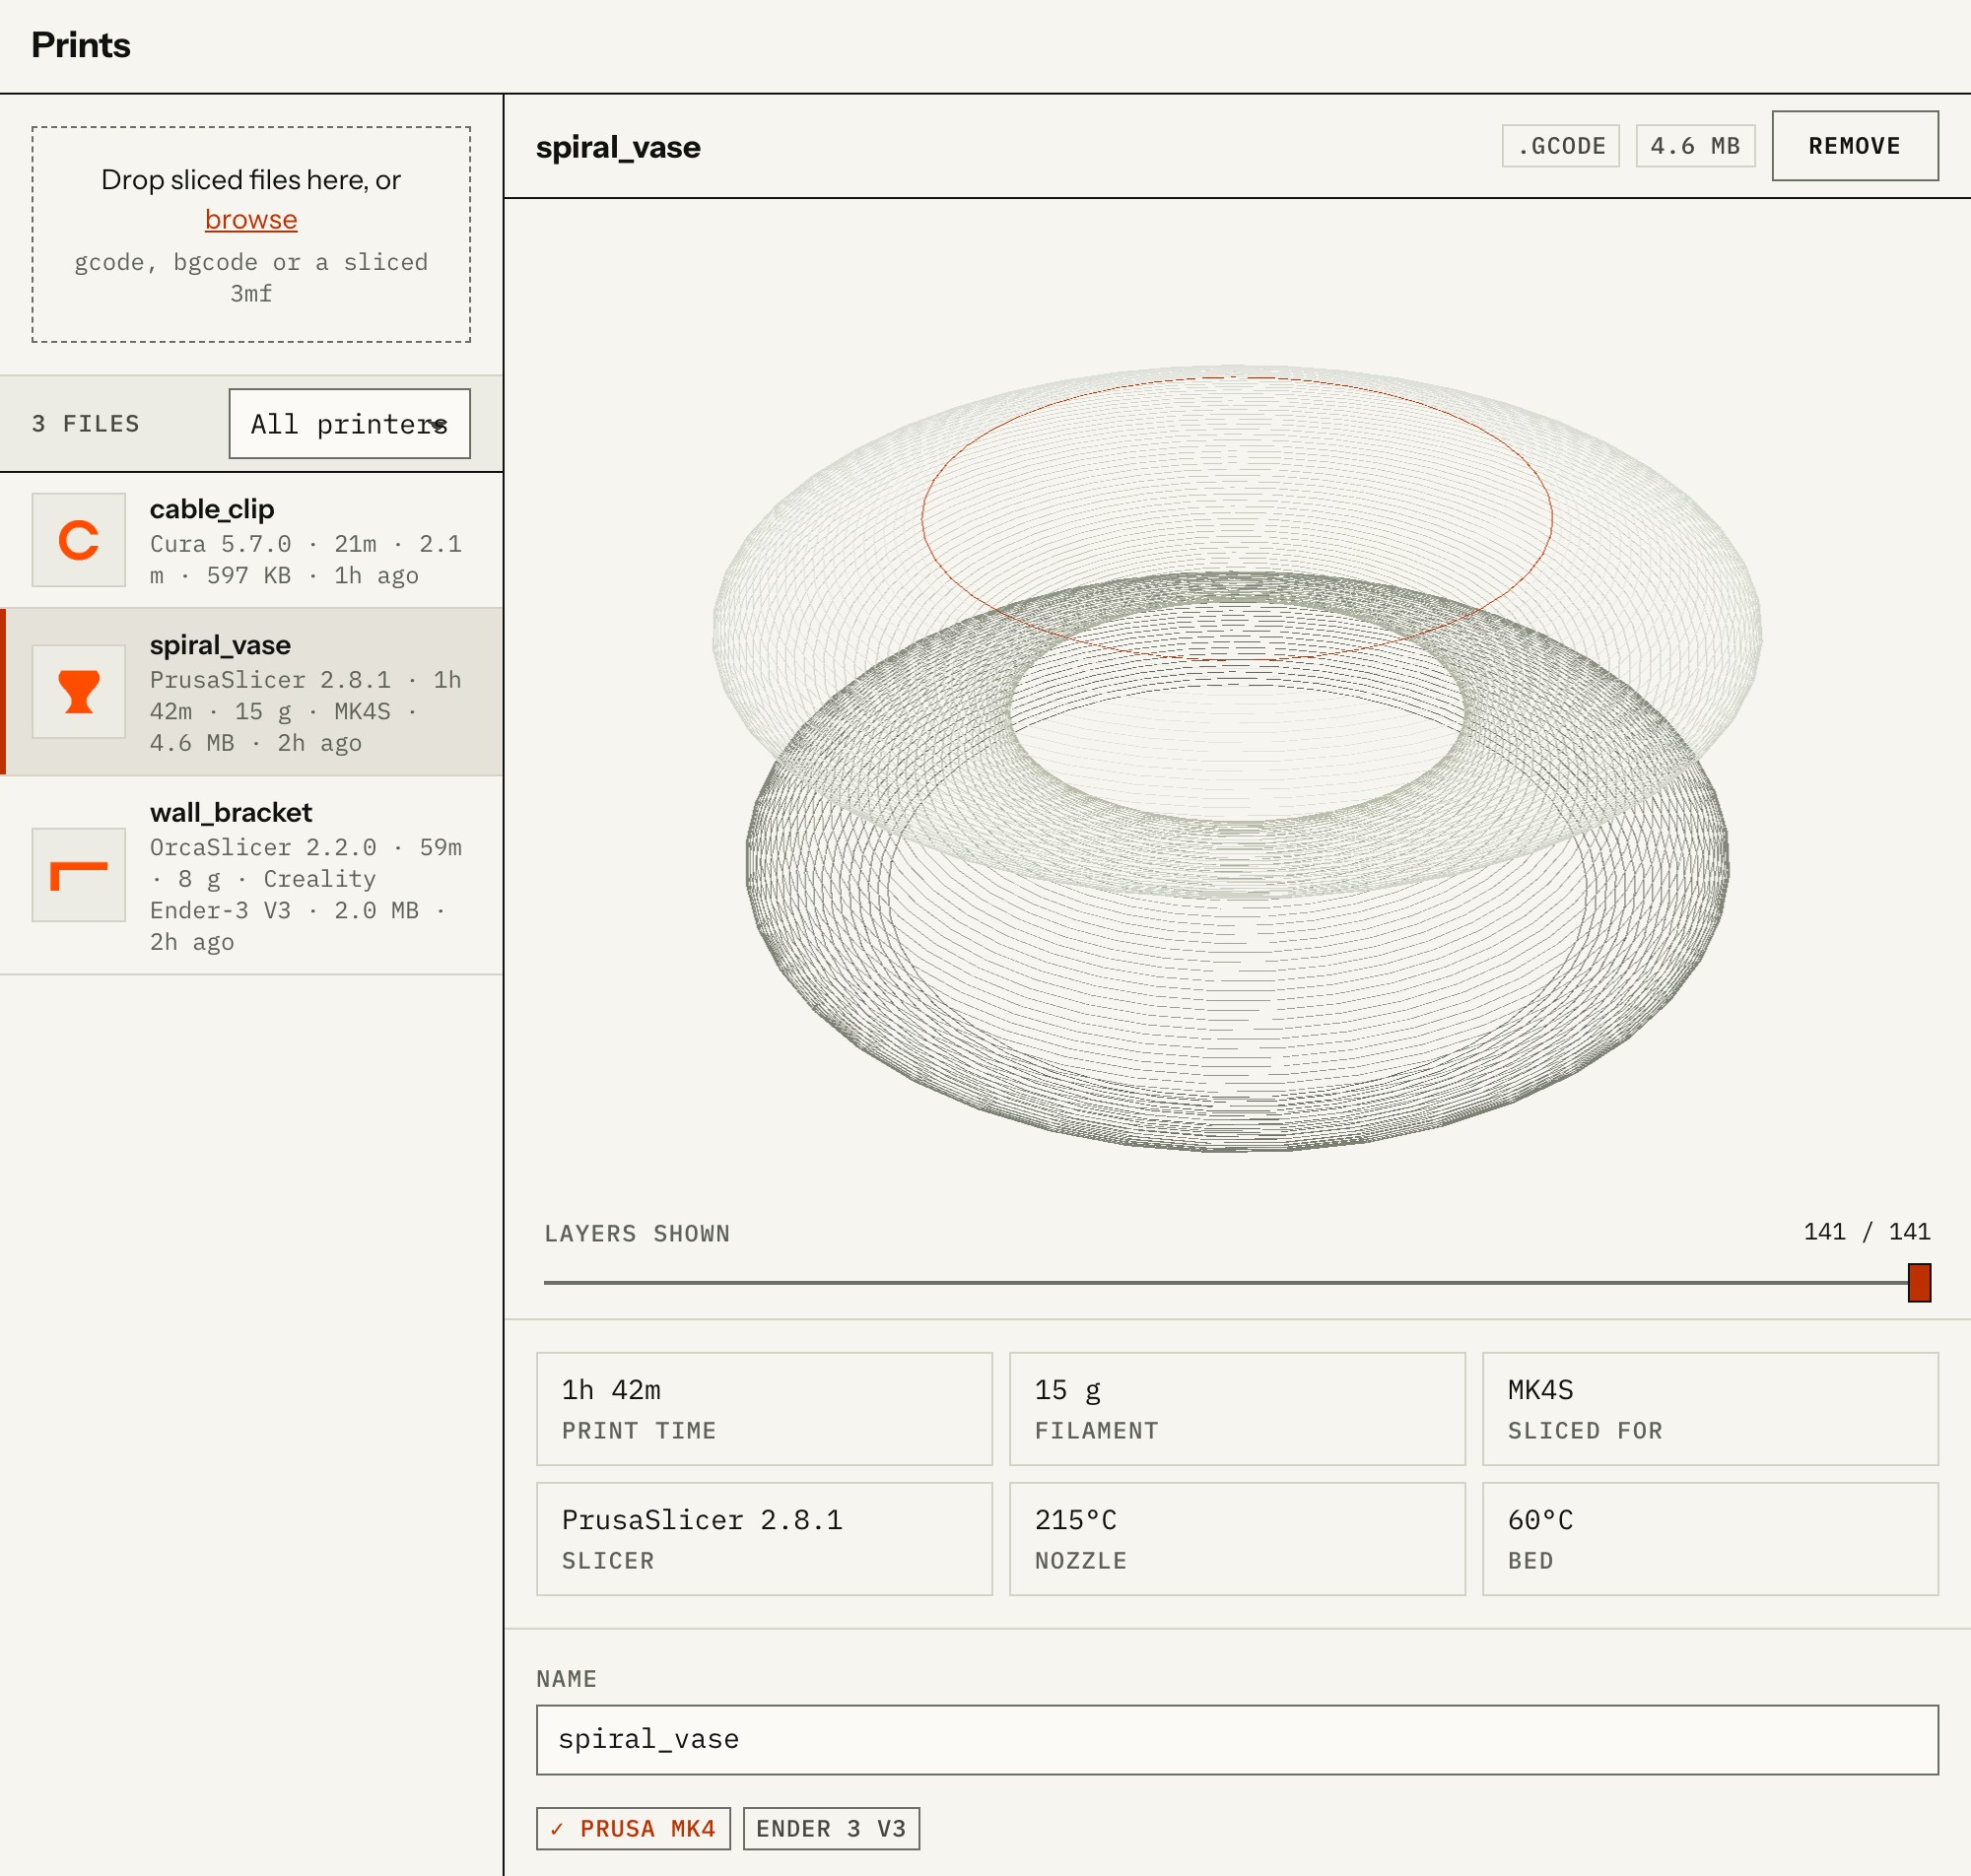 Prints
Drop sliced files here, or
browse
gcode, bgcode or a sliced
3mf
3 FILES
All printers
cable_clip
Cura 5.7.0 · 21m · 2.1
m · 597 KB · 1h ago
spiral_vase
PrusaSlicer 2.8.1 · 1h
42m · 15 g · MK4S ·
4.6 MB · 2h ago
wall_bracket
OrcaSlicer 2.2.0 · 59m
· 8 g · Creality
Ender-3 V3 · 2.0 MB ·
2h ago
spiral_vase
.GCODE
4.6 MB
REMOVE
LAYERS SHOWN
141 / 141
1h 42m
PRINT TIME
15 g
FILAMENT
MK4S
SLICED FOR
PrusaSlicer 2.8.1
SLICER
215°C
NOZZLE
60°C
BED
NAME
spiral_vase
✓ PRUSA MK4
ENDER 3 V3